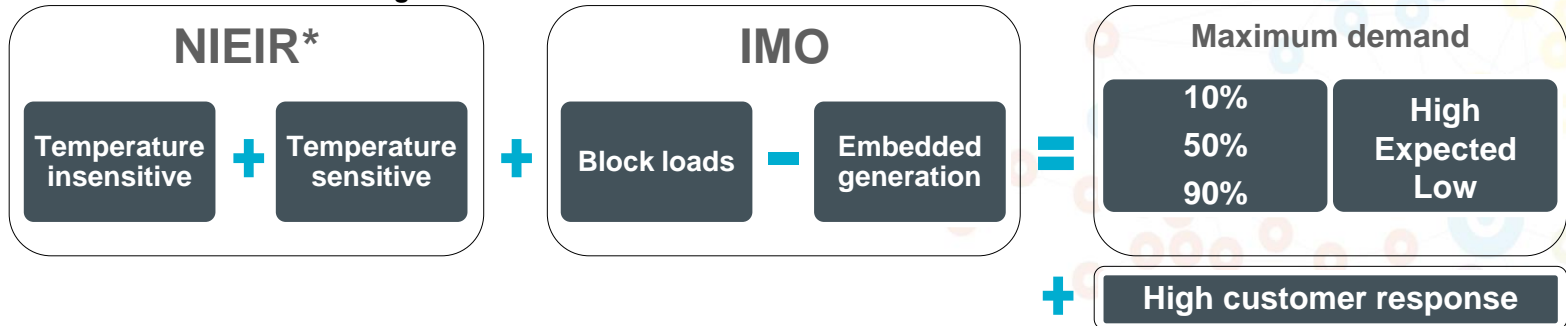 NIEIR*
Temperature
insensitive
+
Temperature
sensitive
+
IMO
Block loads
-
Embedded
generation
=
Maximum demand
10%
50%
90%
High
Expected
Low
+
High customer response